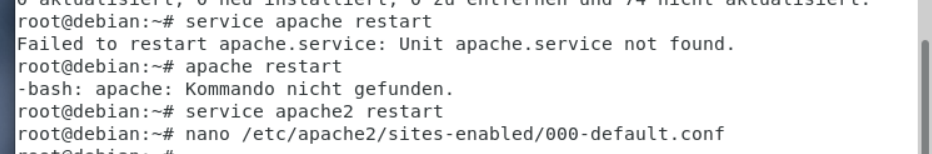 0 aktualisiert, 0 neu installiert, 0 zu entfernen und 74 nicht aktualisiert.
root@debian:~# service apache restart
Failed to restart apache.service: Unit apache.service not found.
root@debian:~# apache restart
-bash: apache: Kommando nicht gefunden.
root@debian:~# service apache2 restart
root@debian:~# nano /etc/apache2/sites-enabled/000-default.conf
root@debian:~#